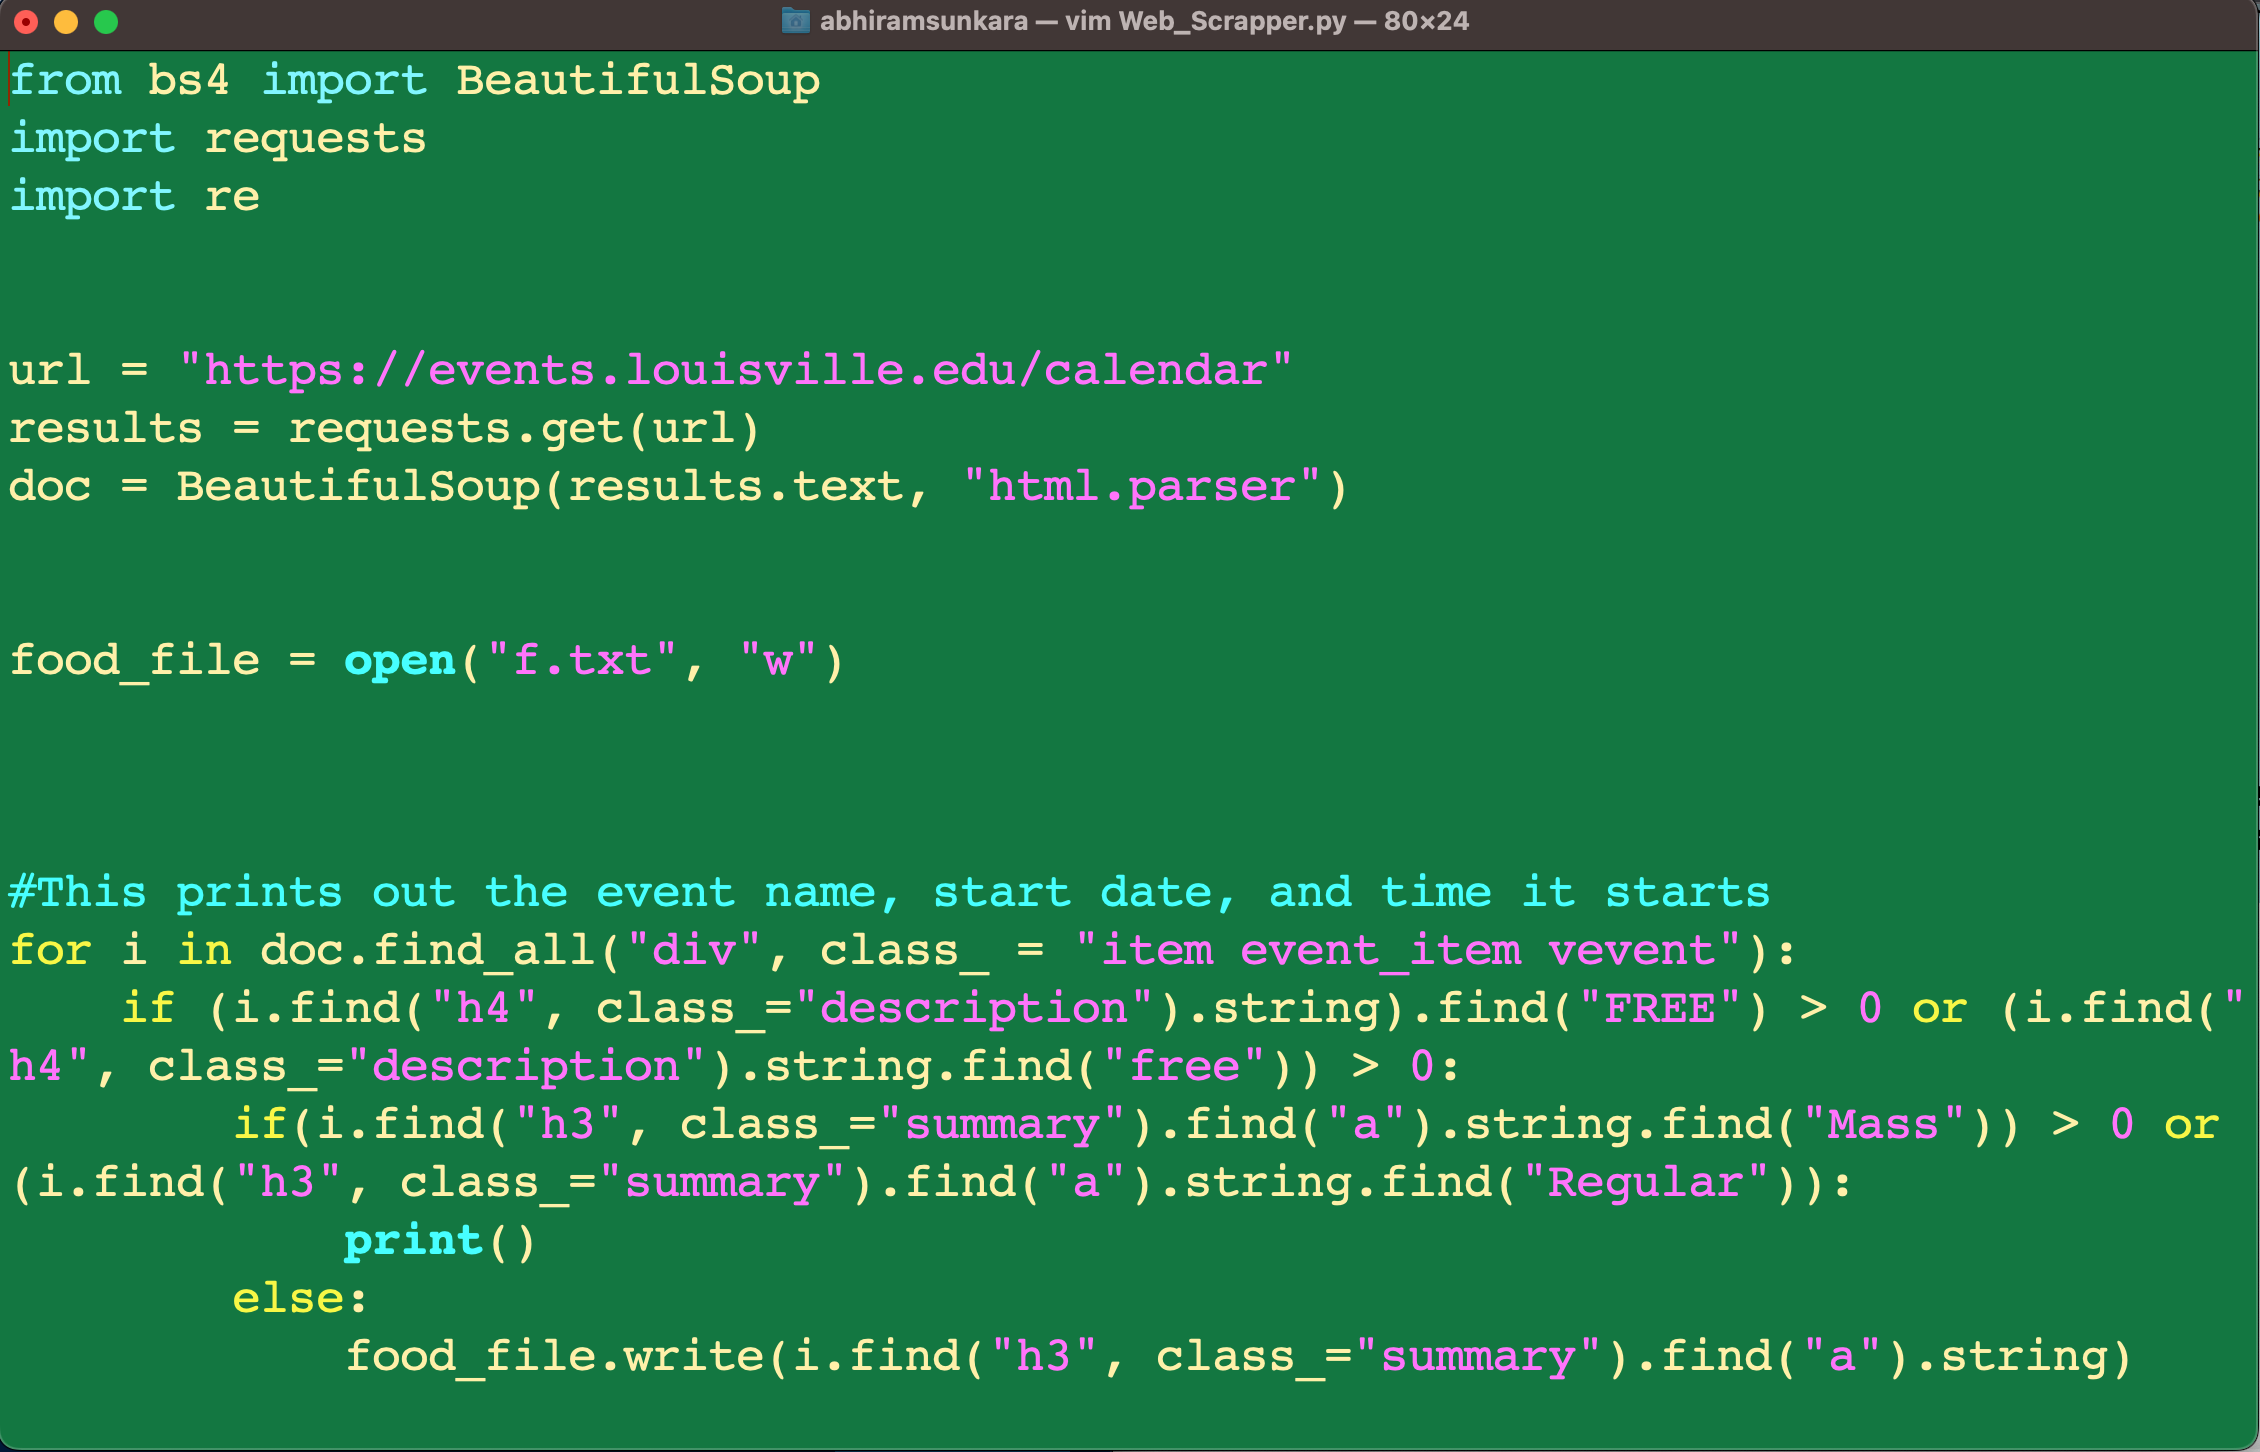 abhiramsunkara — vim Web_Scrapper.py — 80×24
from bs4 import BeautifulSoup
import requests
import re
url = "https://events.louisville.edu/calendar"
results = requests.get(url)
doc = BeautifulSoup(results.text, "html.parser")
food_file = open("f.txt", "w")
#This prints out the event name, start date, and time it starts
for i in doc.find_all("div", class_ = "item event_item vevent"):
    if (i.find("h4", class_="description").string).find("FREE") > 0 or (i.find("
h4", class_="description").string.find("free")) > 0:
        if(i.find("h3", class_="summary").find("a").string.find("Mass")) > 0 or
(i.find("h3", class_="summary").find("a").string.find("Regular")):
            print()
        else:
            food_file.write(i.find("h3", class_="summary").find("a").string)